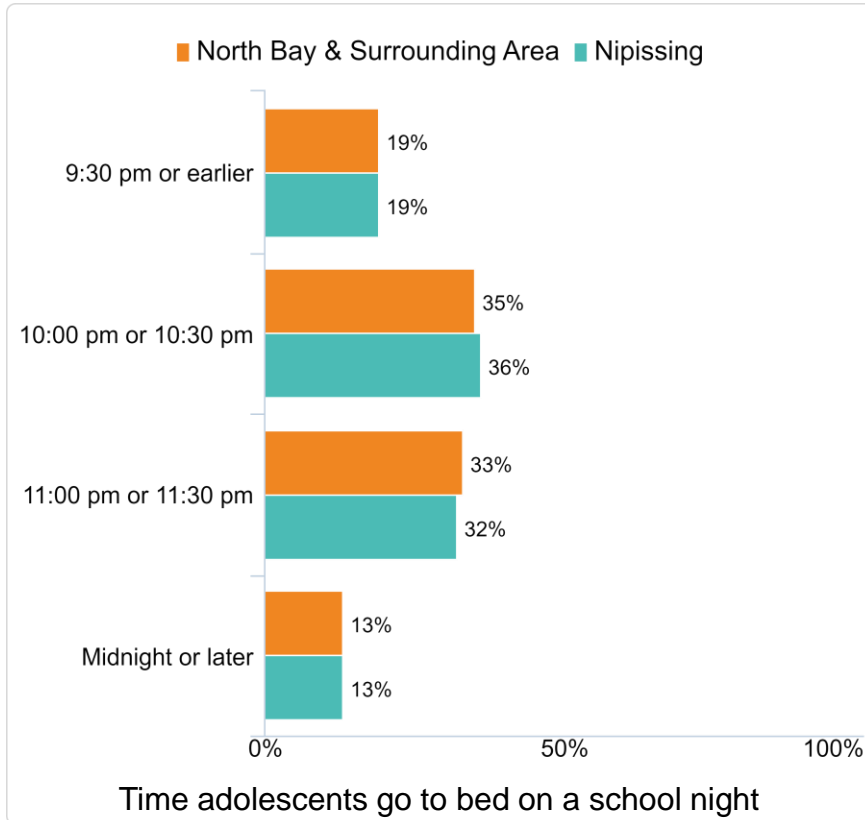 North Bay & Surrounding Area Nipissing
9:30 pm or earlier
19%
19%
10:00 pm or 10:30 pm
35%
36%
11:00 pm or 11:30 pm
33%
32%
Midnight or later
13%
13%
0% 50% 100%
Time adolescents go to bed on a school night